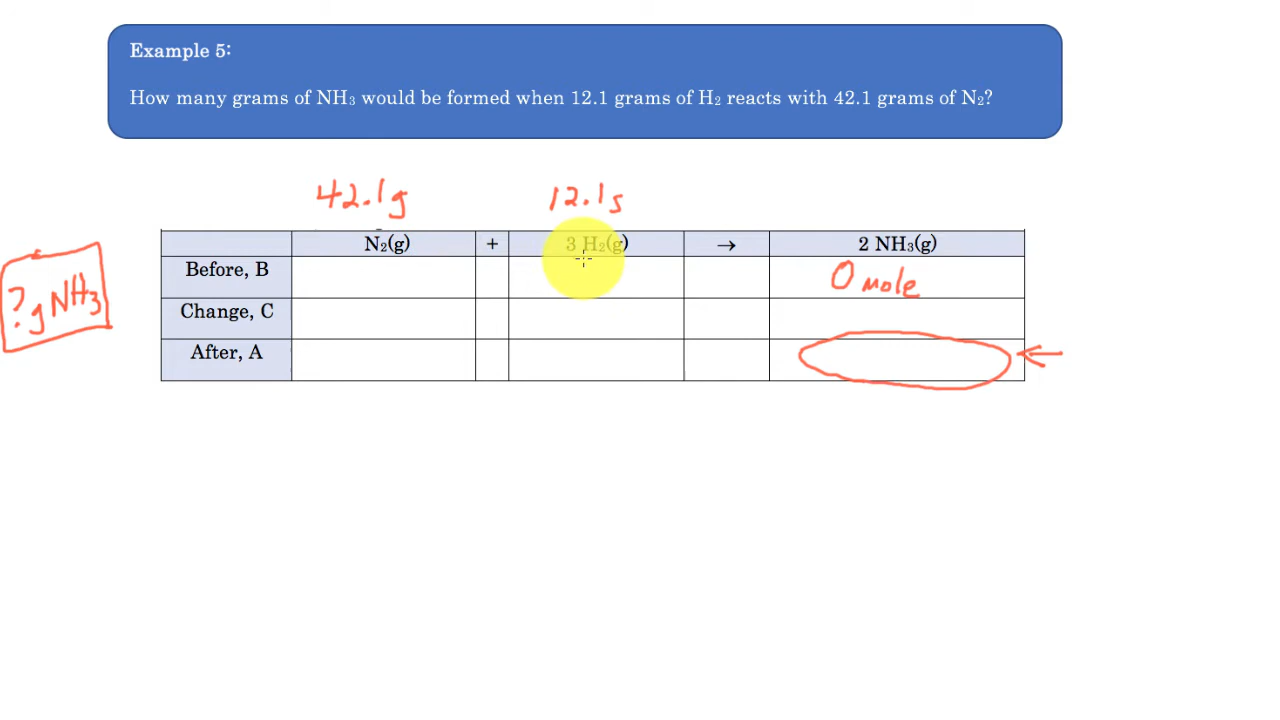 Example 5:
How many grams of NH₃ would be formed when 12.1 grams of H₂ reacts with 42.1 grams of N₂?
42.1g 12.1s
N₂(g) + 3 H₂(g) → 2 NH₃(g)
Before, B 0 mole
? g NH3
Change, C
After, A